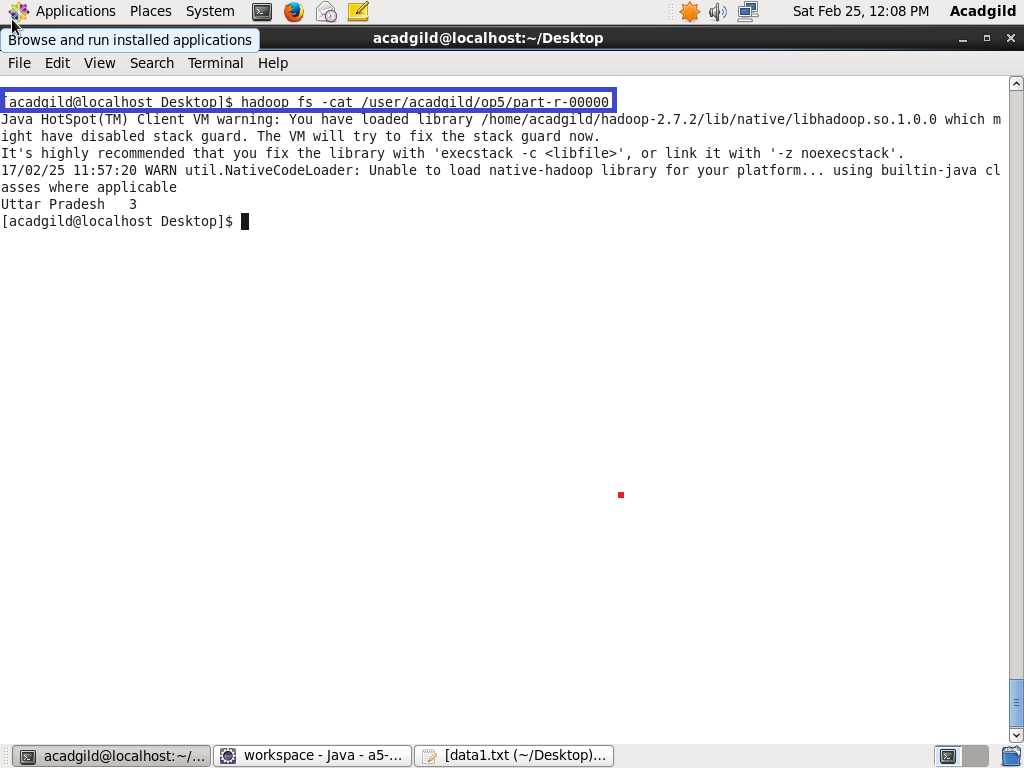 Applications Places System Sat Feb 25, 12:08 PM Acadgild
Browse and run installed applications
acadgild@localhost:~/Desktop
File Edit View Search Terminal Help
[acadgild@localhost Desktop]$ hadoop fs -cat /user/acadgild/op5/part-r-00000
Java HotSpot(TM) Client VM warning: You have loaded library /home/acadgild/hadoop-2.7.2/lib/native/libhadoop.so.1.0.0 which m
ight have disabled stack guard. The VM will try to fix the stack guard now.
It's highly recommended that you fix the library with 'execstack -c <libfile>', or link it with '-z noexecstack'.
17/02/25 11:57:20 WARN util.NativeCodeLoader: Unable to load native-hadoop library for your platform... using builtin-java cl
asses where applicable
Uttar Pradesh 3
[acadgild@localhost Desktop]$
acadgild@localhost:~/... workspace - Java - a5-... [data1.txt (~/Desktop)...